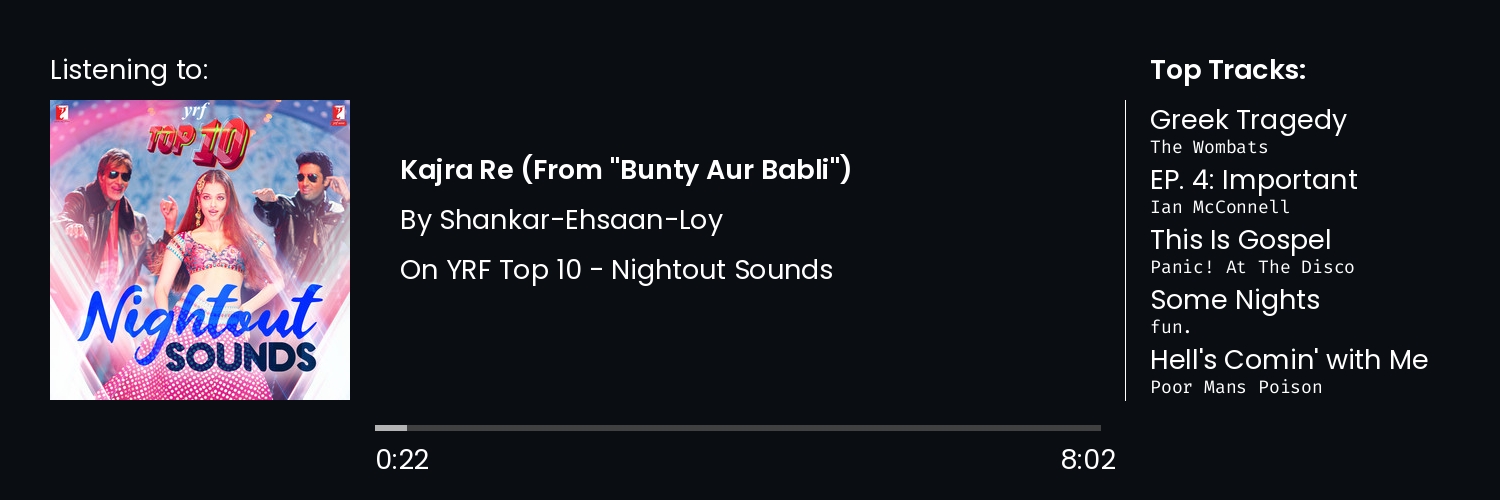 Listening to:
yrf
TOP 10
Nightout
SOUNDS
Kajra Re (From "Bunty Aur Babli")
By Shankar-Ehsaan-Loy
On YRF Top 10 - Nightout Sounds
0:22
8:02
Top Tracks:
Greek Tragedy
The Wombats
EP. 4: Important
Ian McConnell
This Is Gospel
Panic! At The Disco
Some Nights
fun.
Hell's Comin' with Me
Poor Mans Poison